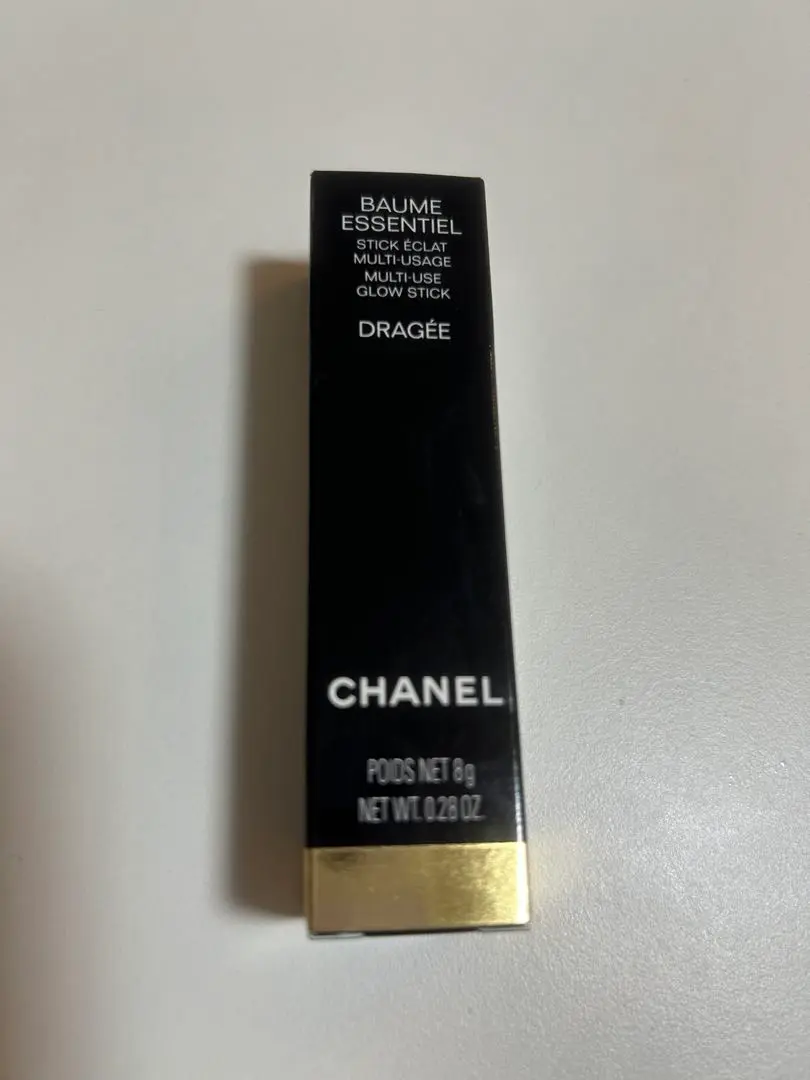 BAUME
ESSENTIEL
STICK ÉCLAT
MULTI-USAGE
MULTI-USE
GLOW STICK
DRAGÉE
CHANEL
POIDS NET 8g
NET WT. 0.28 OZ.